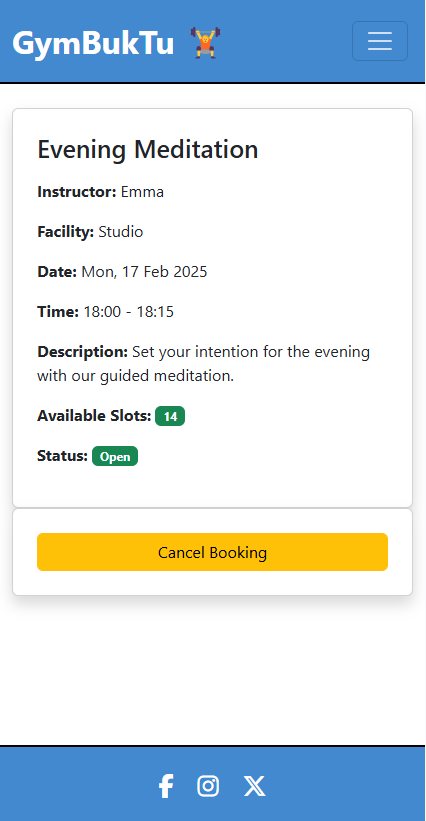 GymBukTu
Evening Meditation
Instructor: Emma
Facility: Studio
Date: Mon, 17 Feb 2025
Time: 18:00 - 18:15
Description: Set your intention for the evening
with our guided meditation.
Available Slots: 14
Status: Open
Cancel Booking